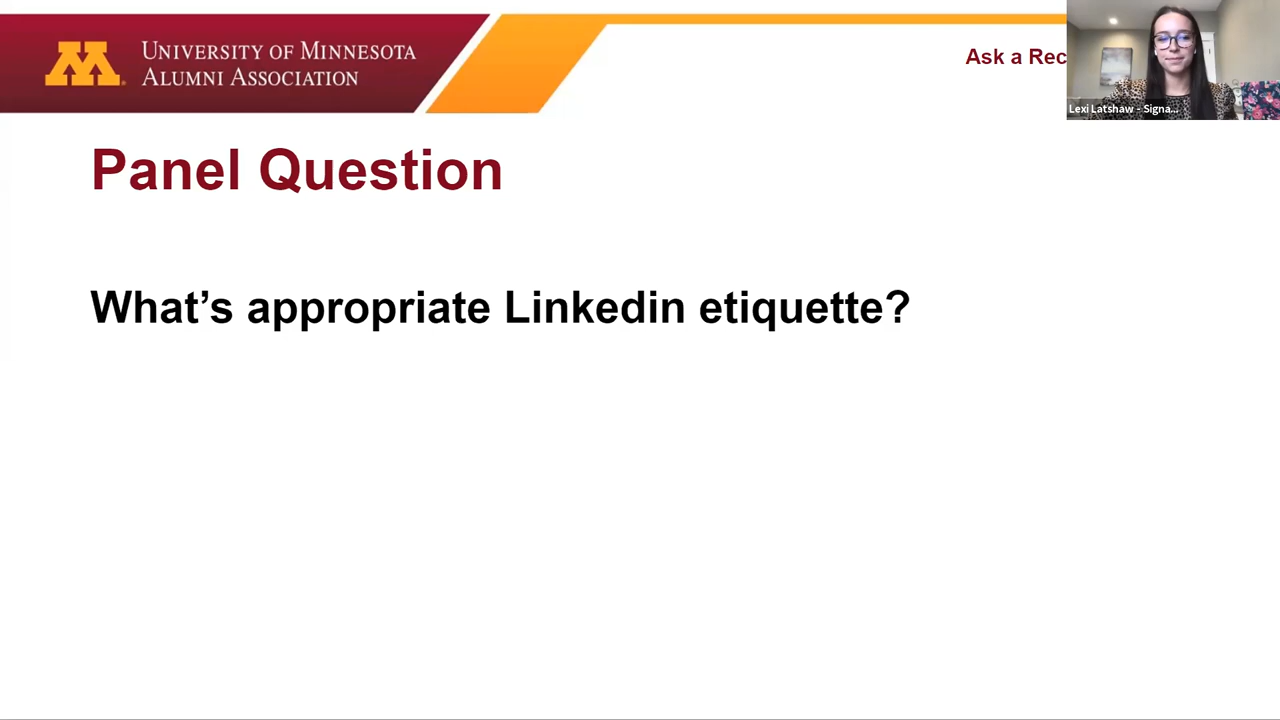 UNIVERSITY OF MINNESOTA
ALUMNI ASSOCIATION
Ask a Rec
Lexi Latshaw - Signa...
Panel Question
What’s appropriate Linkedin etiquette?